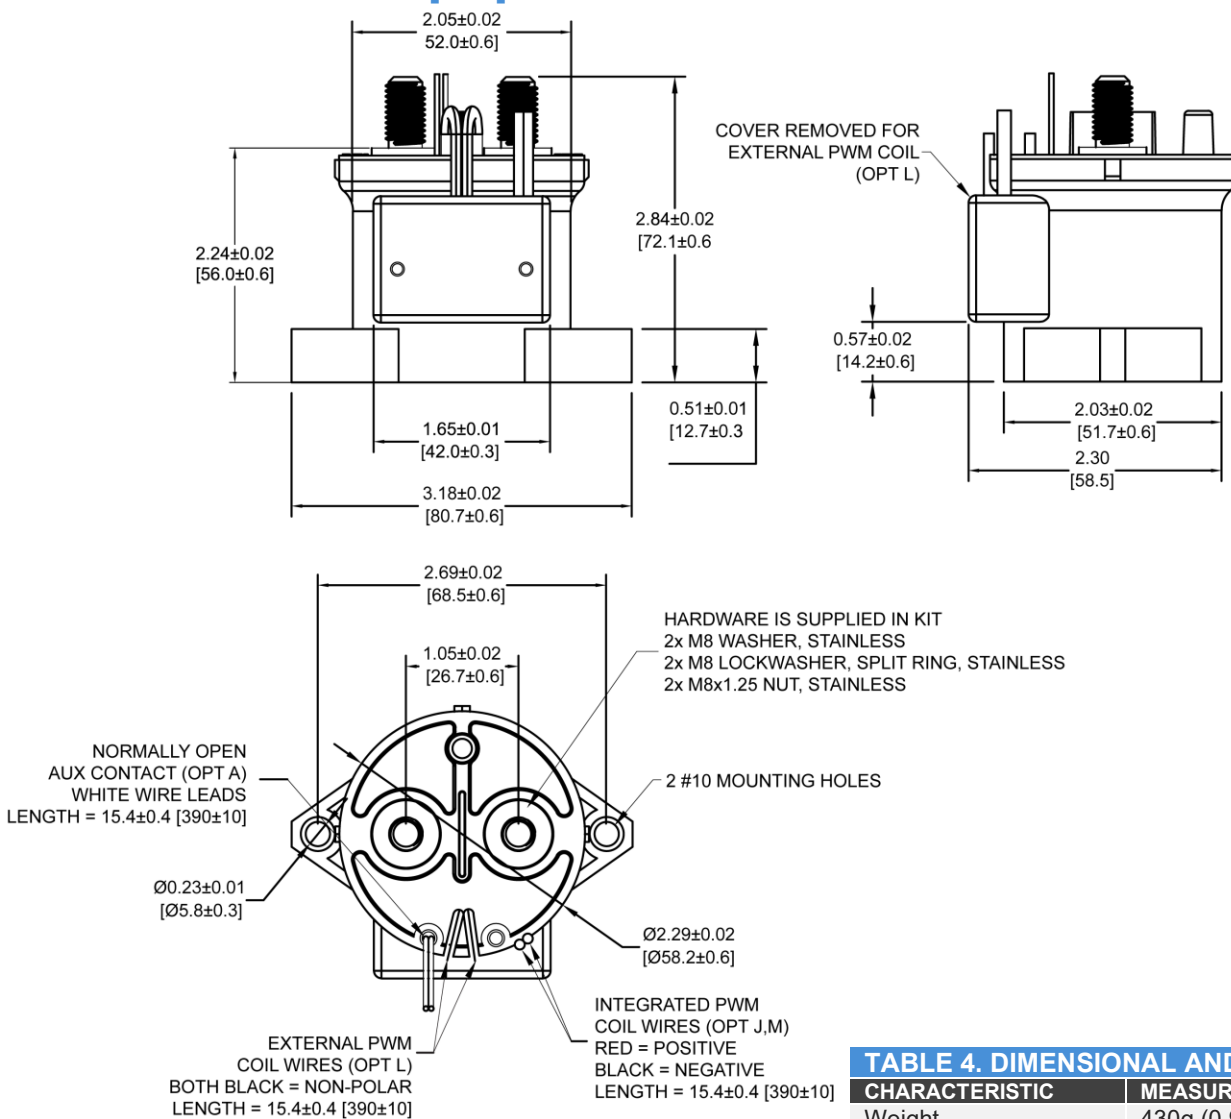 2.05±0.02
52.0±0.6]
COVER REMOVED FOR
EXTERNAL PWM COIL
(OPT L)
2.84±0.02
[72.1±0.6
2.24±0.02
[56.0±0.6]
0.57±0.02
[14.2±0.6]
0.51±0.01
[12.7±0.3
1.65±0.01
[42.0±0.3]
2.03±0.02
[51.7±0.6]
2.30
[58.5]
3.18±0.02
[80.7±0.6]
2.69±0.02
[68.5±0.6]
HARDWARE IS SUPPLIED IN KIT
2x M8 WASHER, STAINLESS
2x M8 LOCKWASHER, SPLIT RING, STAINLESS
2x M8x1.25 NUT, STAINLESS
1.05±0.02
[26.7±0.6]
NORMALLY OPEN
AUX CONTACT (OPT A)
WHITE WIRE LEADS
LENGTH = 15.4±0.4 [390±10]
2 #10 MOUNTING HOLES
Ø0.23±0.01
[Ø5.8±0.3]
Ø2.29±0.02
[Ø58.2±0.6]
INTEGRATED PWM
COIL WIRES (OPT J,M)
RED = POSITIVE
BLACK = NEGATIVE
LENGTH = 15.4±0.4 [390±10]
EXTERNAL PWM
COIL WIRES (OPT L)
BOTH BLACK = NON-POLAR
LENGTH = 15.4±0.4 [390±10]
TABLE 4. DIMENSIONAL AND
CHARACTERISTIC MEASUR
Weight 430g (0